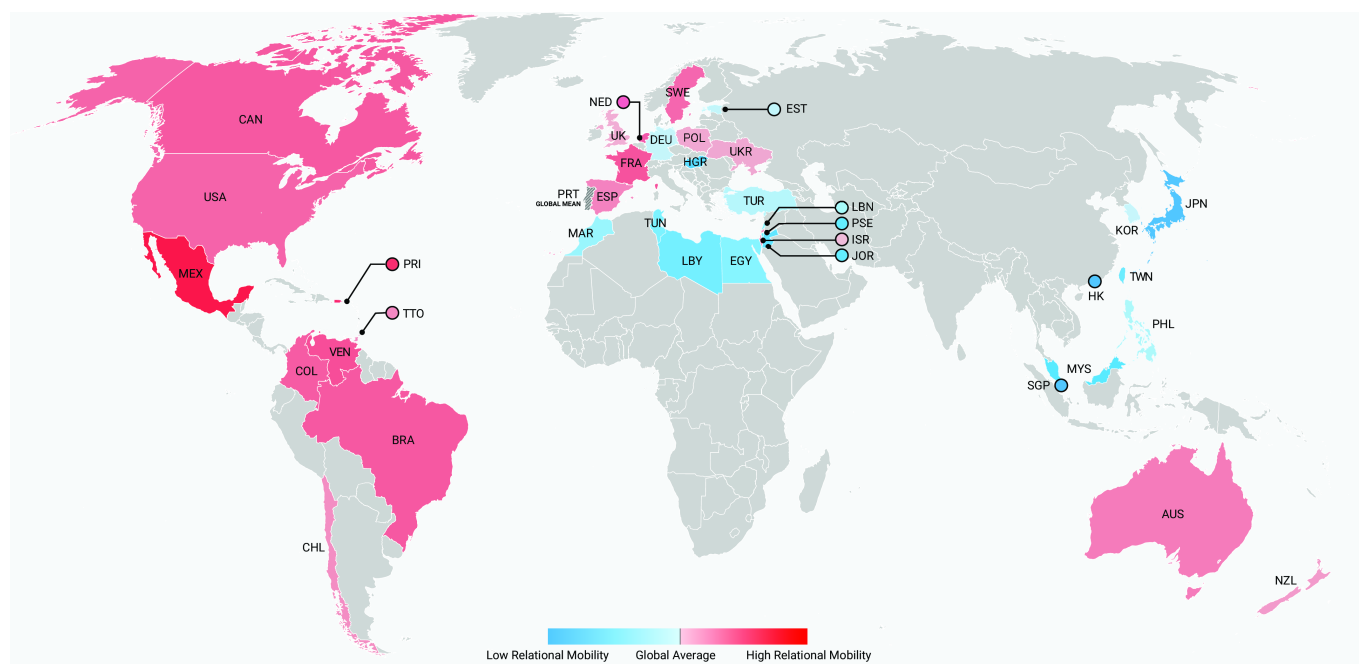 SWE
NED
EST
CAN
UK
DEU
POL
UKR
FRA
HGR
USA
PRT
GLOBAL MEAN
ESP
TUR
LBN
JPN
TUN
PSE
MAR
KOR
ISR
LBY
EGY
JOR
MEX
PRI
TWN
HK
TTO
PHL
VEN
COL
MYS
SGP
BRA
AUS
CHL
NZL
Low Relational Mobility
Global Average
High Relational Mobility